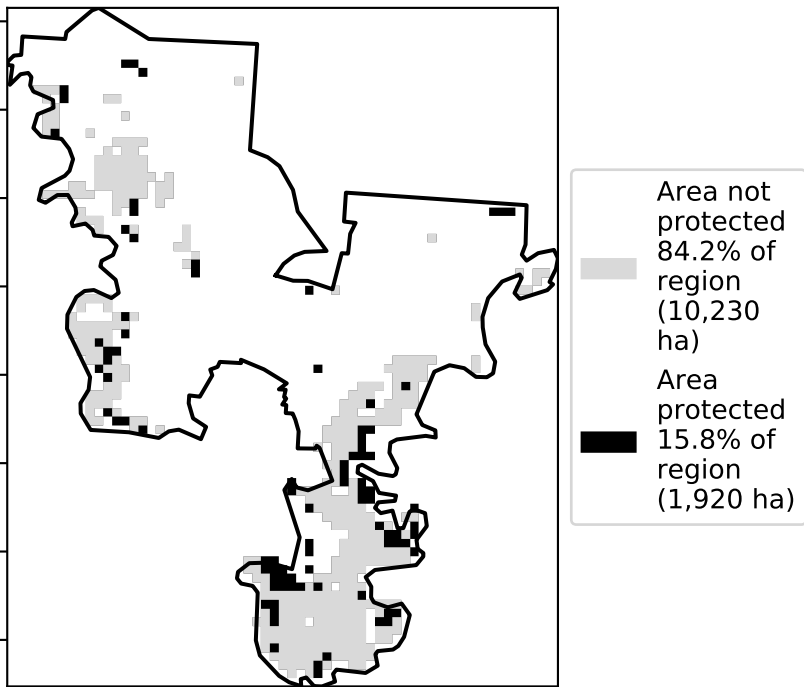 Area not
protected
84.2% of
region
(10,230
ha)
Area
protected
15.8% of
region
(1,920 ha)